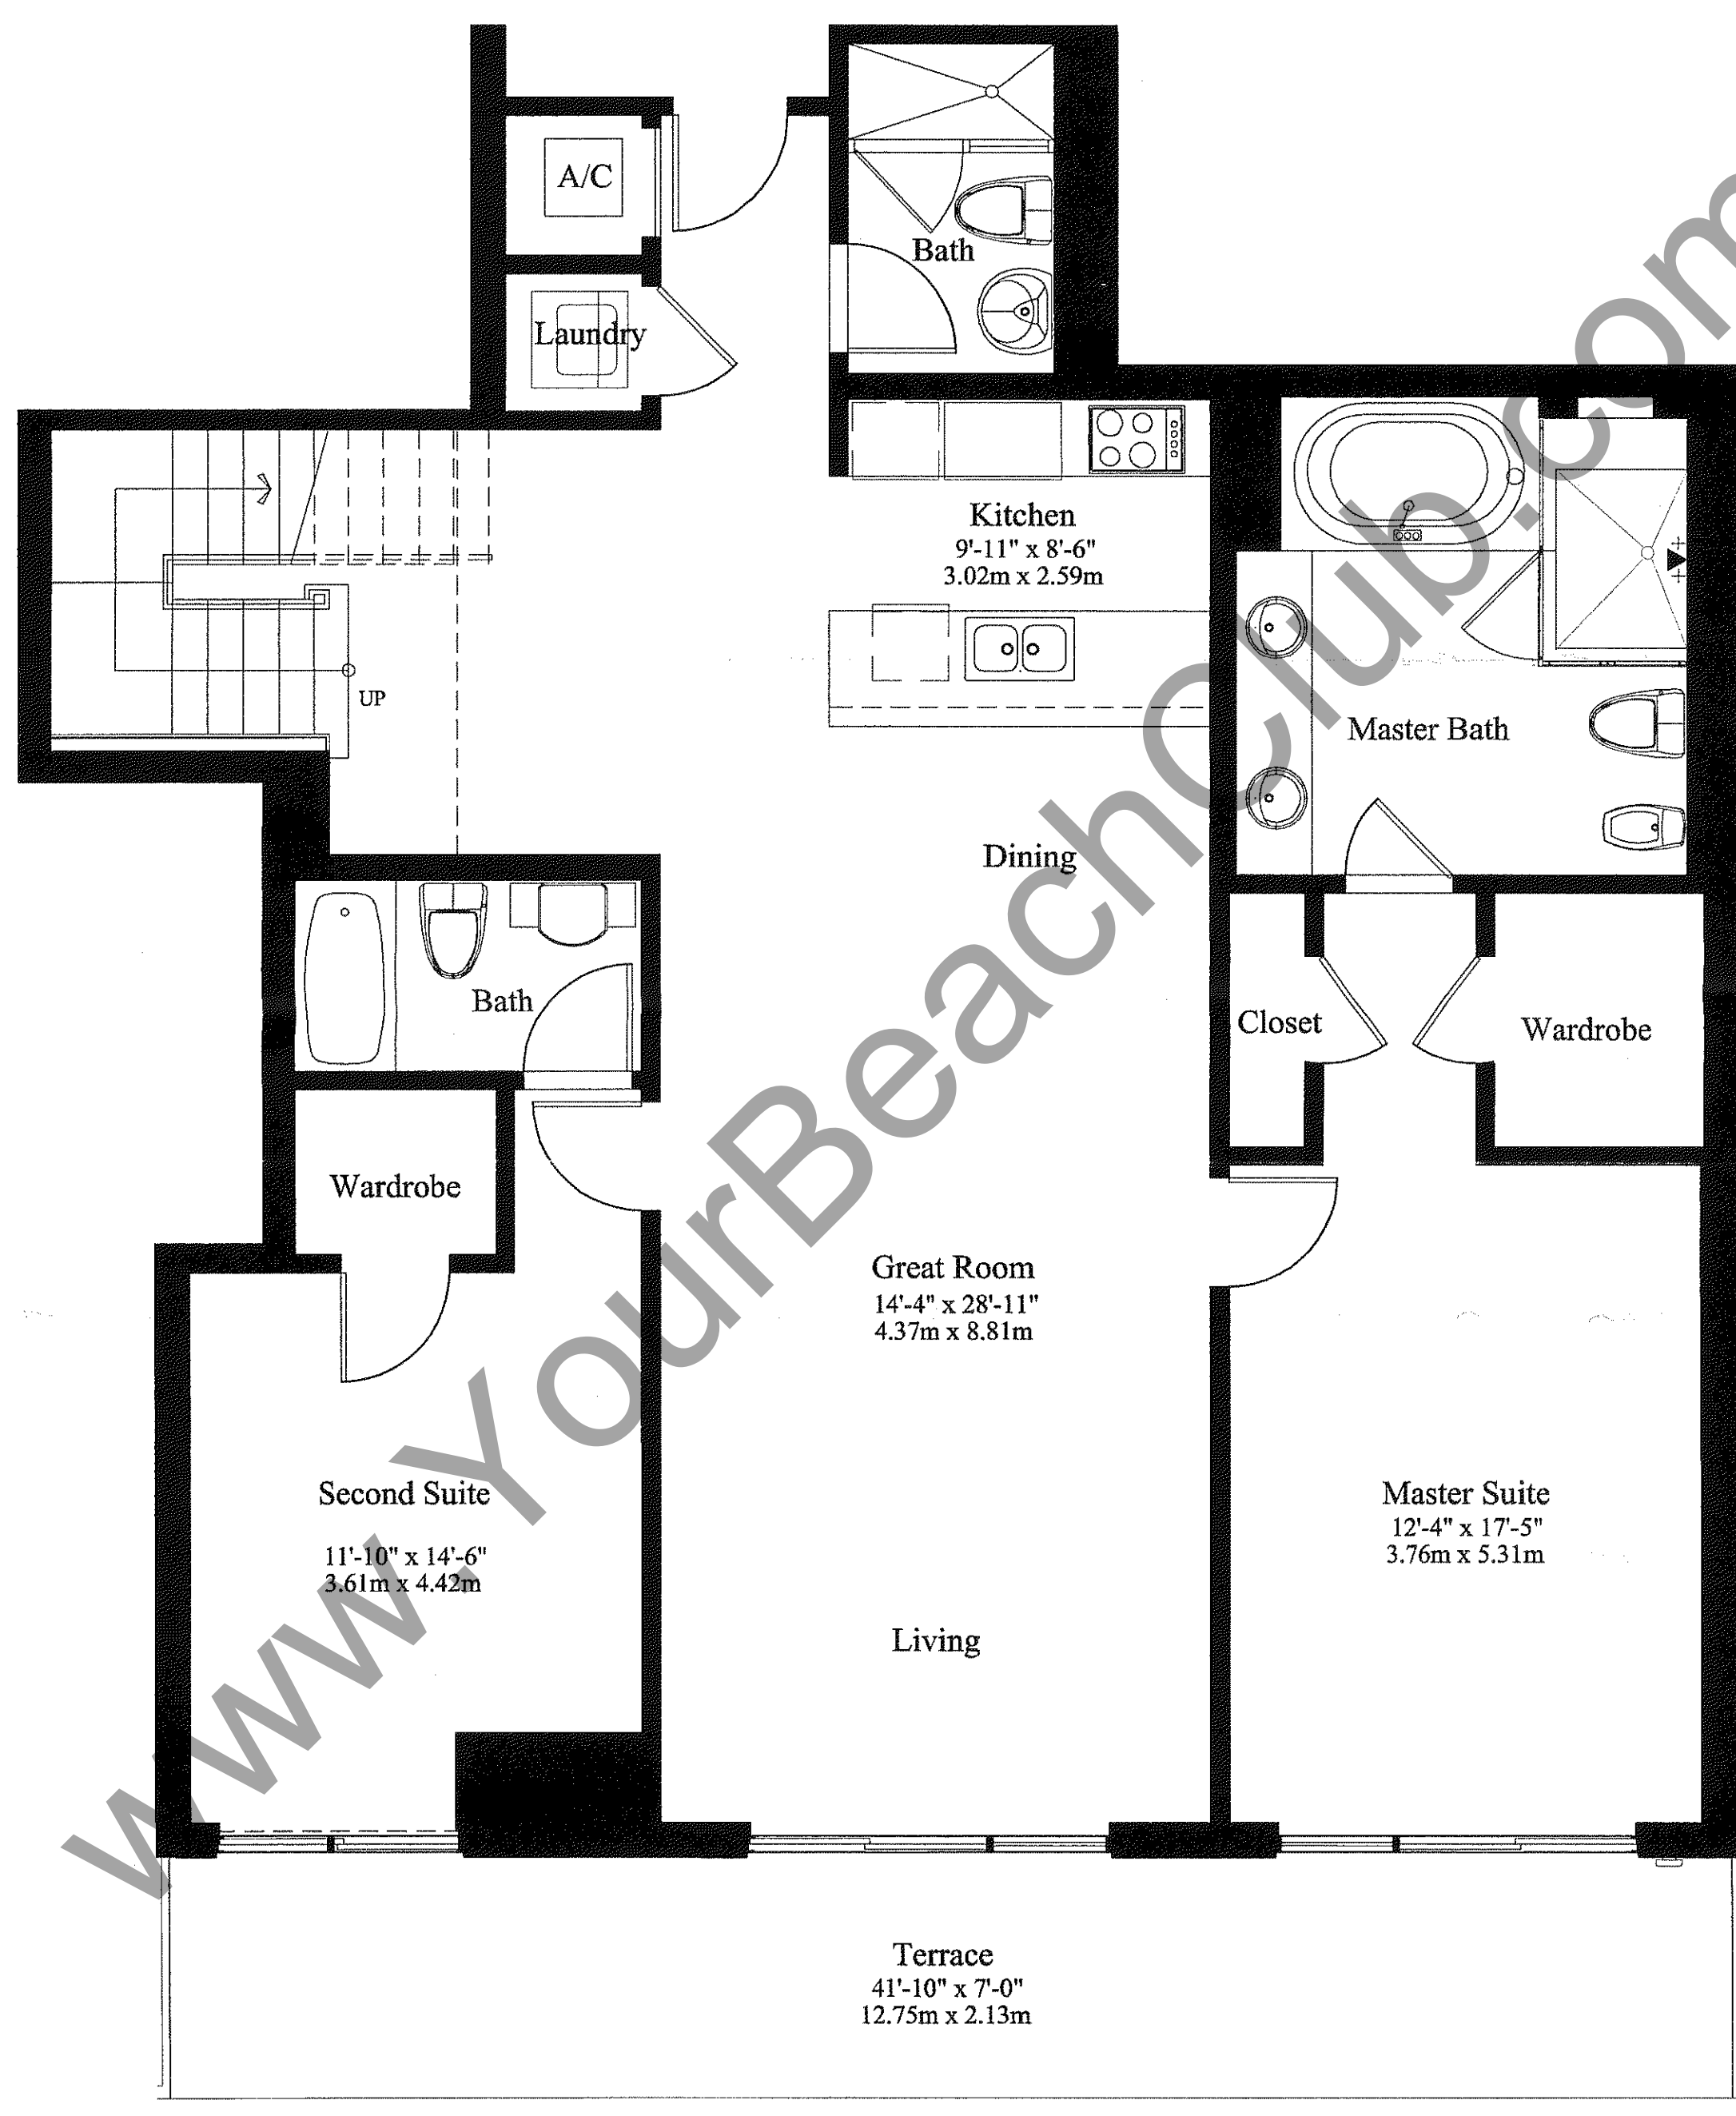 A/C
Bath
Laundry
Kitchen
9'-11" x 8'-6"
3.02m x 2.59m
UP
Master Bath
Dining
Bath
Closet
Wardrobe
Wardrobe
Great Room
14'-4" x 28'-11"
4.37m x 8.81m
Second Suite
11'-10" x 14'-6"
3.61m x 4.42m
Master Suite
12'-4" x 17'-5"
3.76m x 5.31m
Living
Terrace
41'-10" x 7'-0"
12.75m x 2.13m
www.YourBeachClub.com